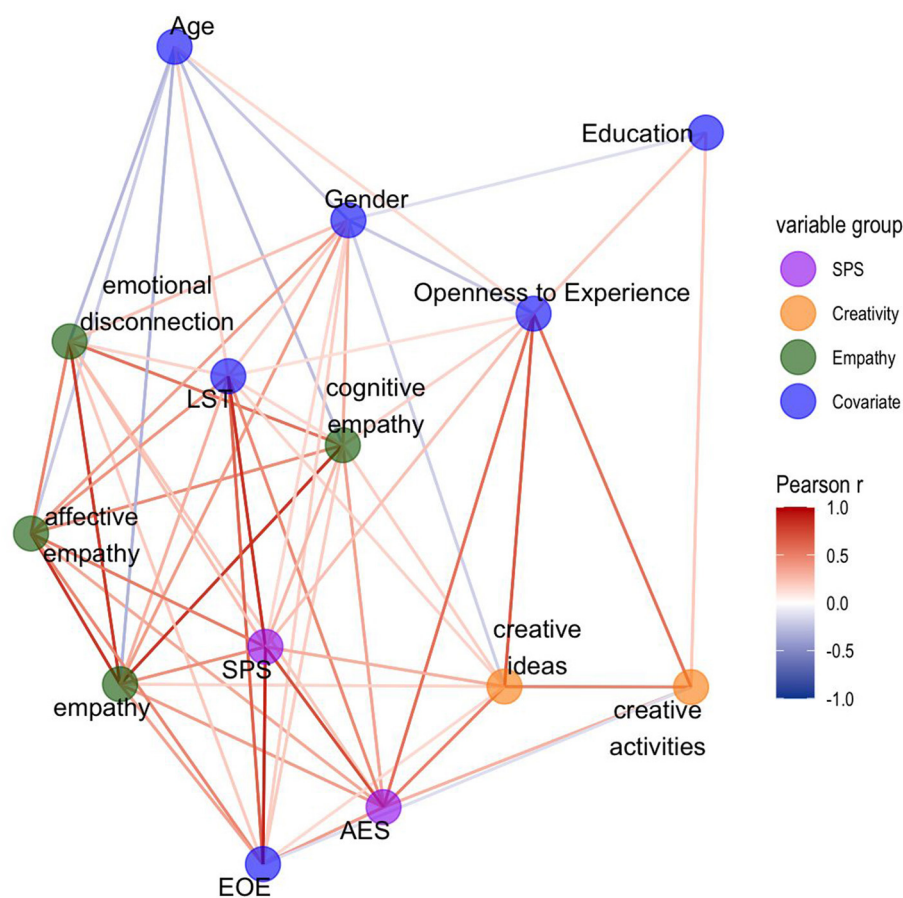 Age
Education
Gender
emotional
disconnection
Openness to Experience
LST
cognitive
empathy
affective
empathy
SPS
empathy
creative
ideas
creative
activities
AES
EOE
variable group
SPS
Creativity
Empathy
Covariate
Pearson r
1.0
0.5
0.0
-0.5
-1.0